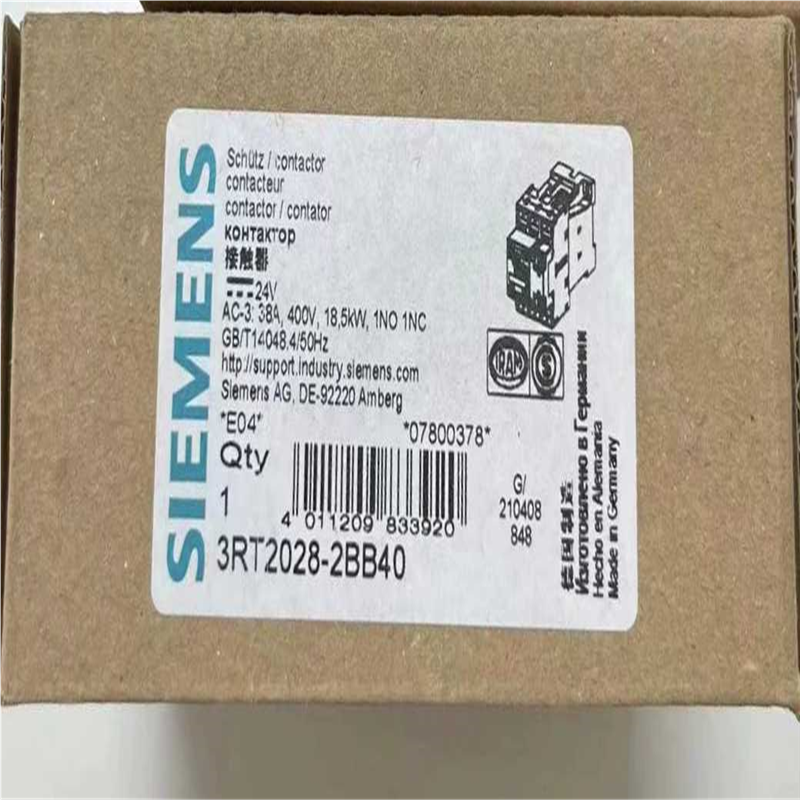 SIEMENS
Schütz / contactor
contacteur
contactor / contator
контактор
接触器
24V
AC-3: 38A, 400V, 18,5kW, 1NO 1NC
GB/T14048.4/50Hz
http://support.industry.siemens.com
Siemens AG, DE-92220 Amberg
*E04*
*07800378*
Qty
1
4 011209 833920
G/
210408
848
3RT2028-2BB40
IRAM
S
德国制造
Изготовлено в Германии
Hecho en Alemania
Made in Germany